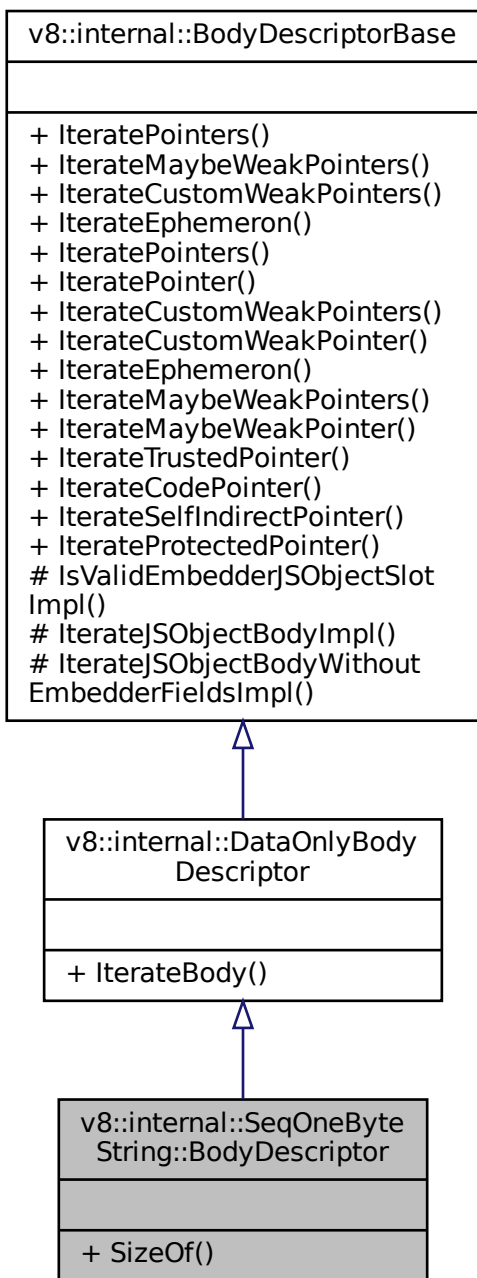 v8::internal::BodyDescriptorBase
+ IteratePointers()
+ IterateMaybeWeakPointers()
+ IterateCustomWeakPointers()
+ IterateEphemeron()
+ IteratePointers()
+ IteratePointer()
+ IterateCustomWeakPointers()
+ IterateCustomWeakPointer()
+ IterateEphemeron()
+ IterateMaybeWeakPointers()
+ IterateMaybeWeakPointer()
+ IterateTrustedPointer()
+ IterateCodePointer()
+ IterateSelfIndirectPointer()
+ IterateProtectedPointer()
# IsValidEmbedderJSObjectSlot
Impl()
# IterateJSObjectBodyImpl()
# IterateJSObjectBodyWithout
EmbedderFieldsImpl()
v8::internal::DataOnlyBody
Descriptor
+ IterateBody()
v8::internal::SeqOneByte
String::BodyDescriptor
+ SizeOf()